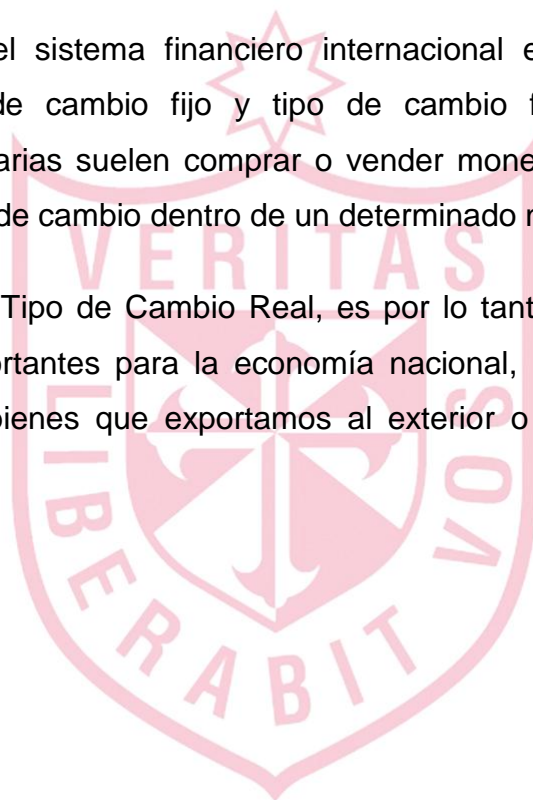 el sistema financiero internacional e
de cambio fijo y tipo de cambio f
arias suelen comprar o vender mone
de cambio dentro de un determinado
Tipo de Cambio Real, es por lo tant
ortantes para la economía nacional,
bienes que exportamos al exterior o
VERITAS
LIBERABIT
VOS